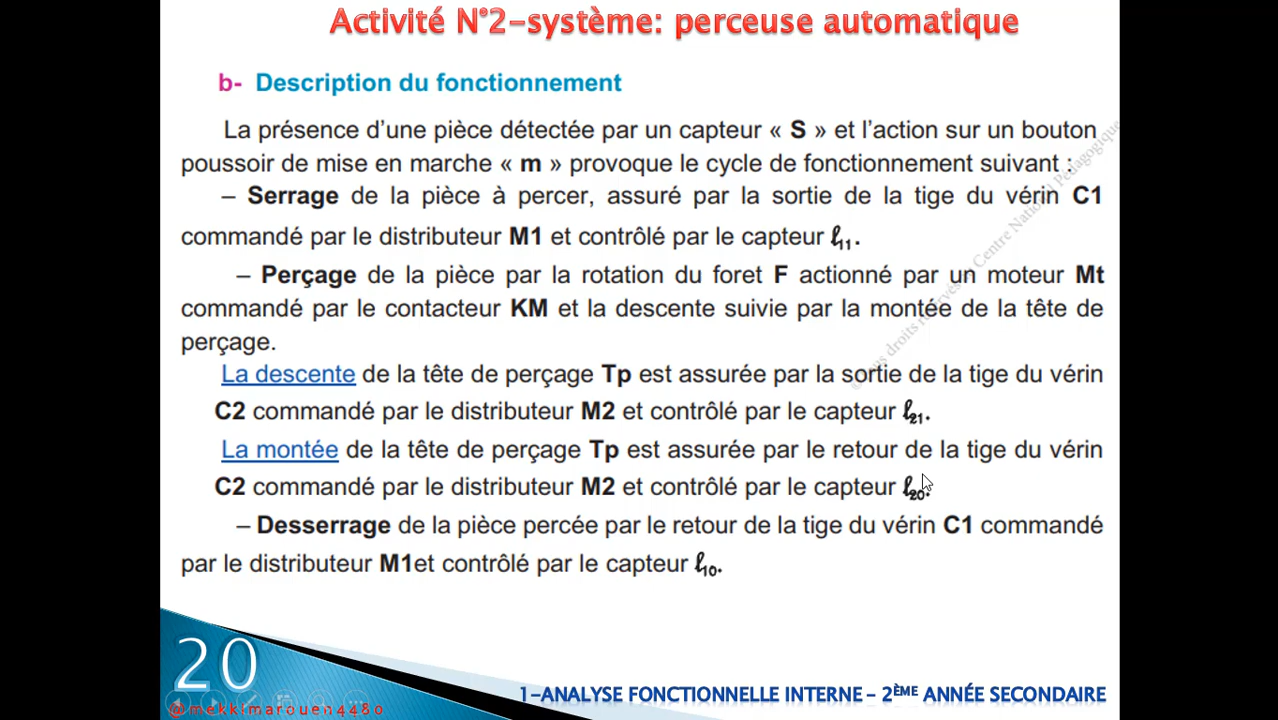 Activité N°2-système: perceuse automatique
b- Description du fonctionnement
La présence d'une pièce détectée par un capteur « S » et l'action sur un bouton
poussoir de mise en marche « m » provoque le cycle de fonctionnement suivant :
– Serrage de la pièce à percer, assuré par la sortie de la tige du vérin C1
commandé par le distributeur M1 et contrôlé par le capteur ℓ11.
– Perçage de la pièce par la rotation du foret F actionné par un moteur Mt
commandé par le contacteur KM et la descente suivie par la montée de la tête de
perçage.
La descente de la tête de perçage Tp est assurée par la sortie de la tige du vérin
C2 commandé par le distributeur M2 et contrôlé par le capteur ℓ21.
La montée de la tête de perçage Tp est assurée par le retour de la tige du vérin
C2 commandé par le distributeur M2 et contrôlé par le capteur ℓ20.
– Desserrage de la pièce percée par le retour de la tige du vérin C1 commandé
par le distributeur M1et contrôlé par le capteur ℓ10.
Tous droits réservés au Centre National Pédagogique
20
@mekkimarouen4480
1-ANALYSE FONCTIONNELLE INTERNE – 2ÈME ANNÉE SECONDAIRE